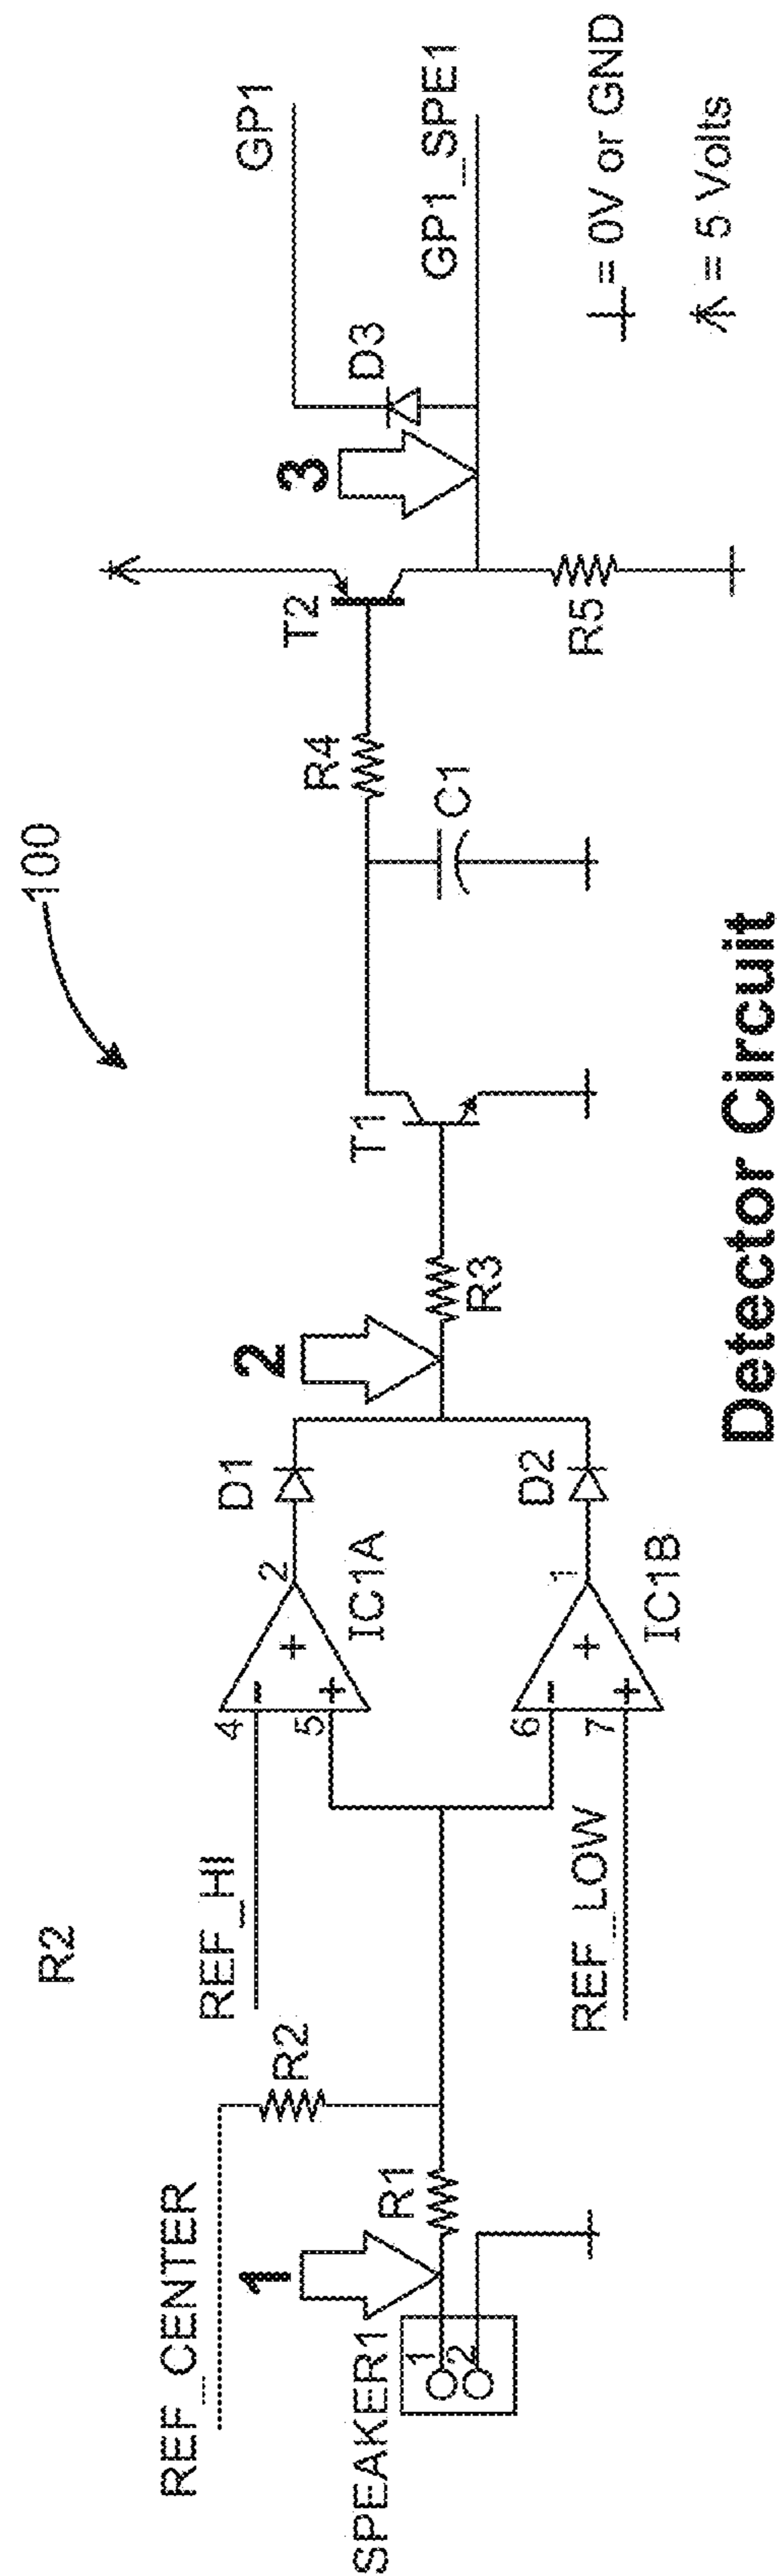 100
R2
REF_CENTER
REF_HI
REF_LOW
SPEAKER1
1
2
1
R1
R2
4
5
6
7
2
1
IC1A
IC1B
D1
D2
2
R3
T1
C1
R4
T2
R5
3
D3
GP1
GP1_SPE1
= 0V or GND
= 5 Volts
Detector Circuit